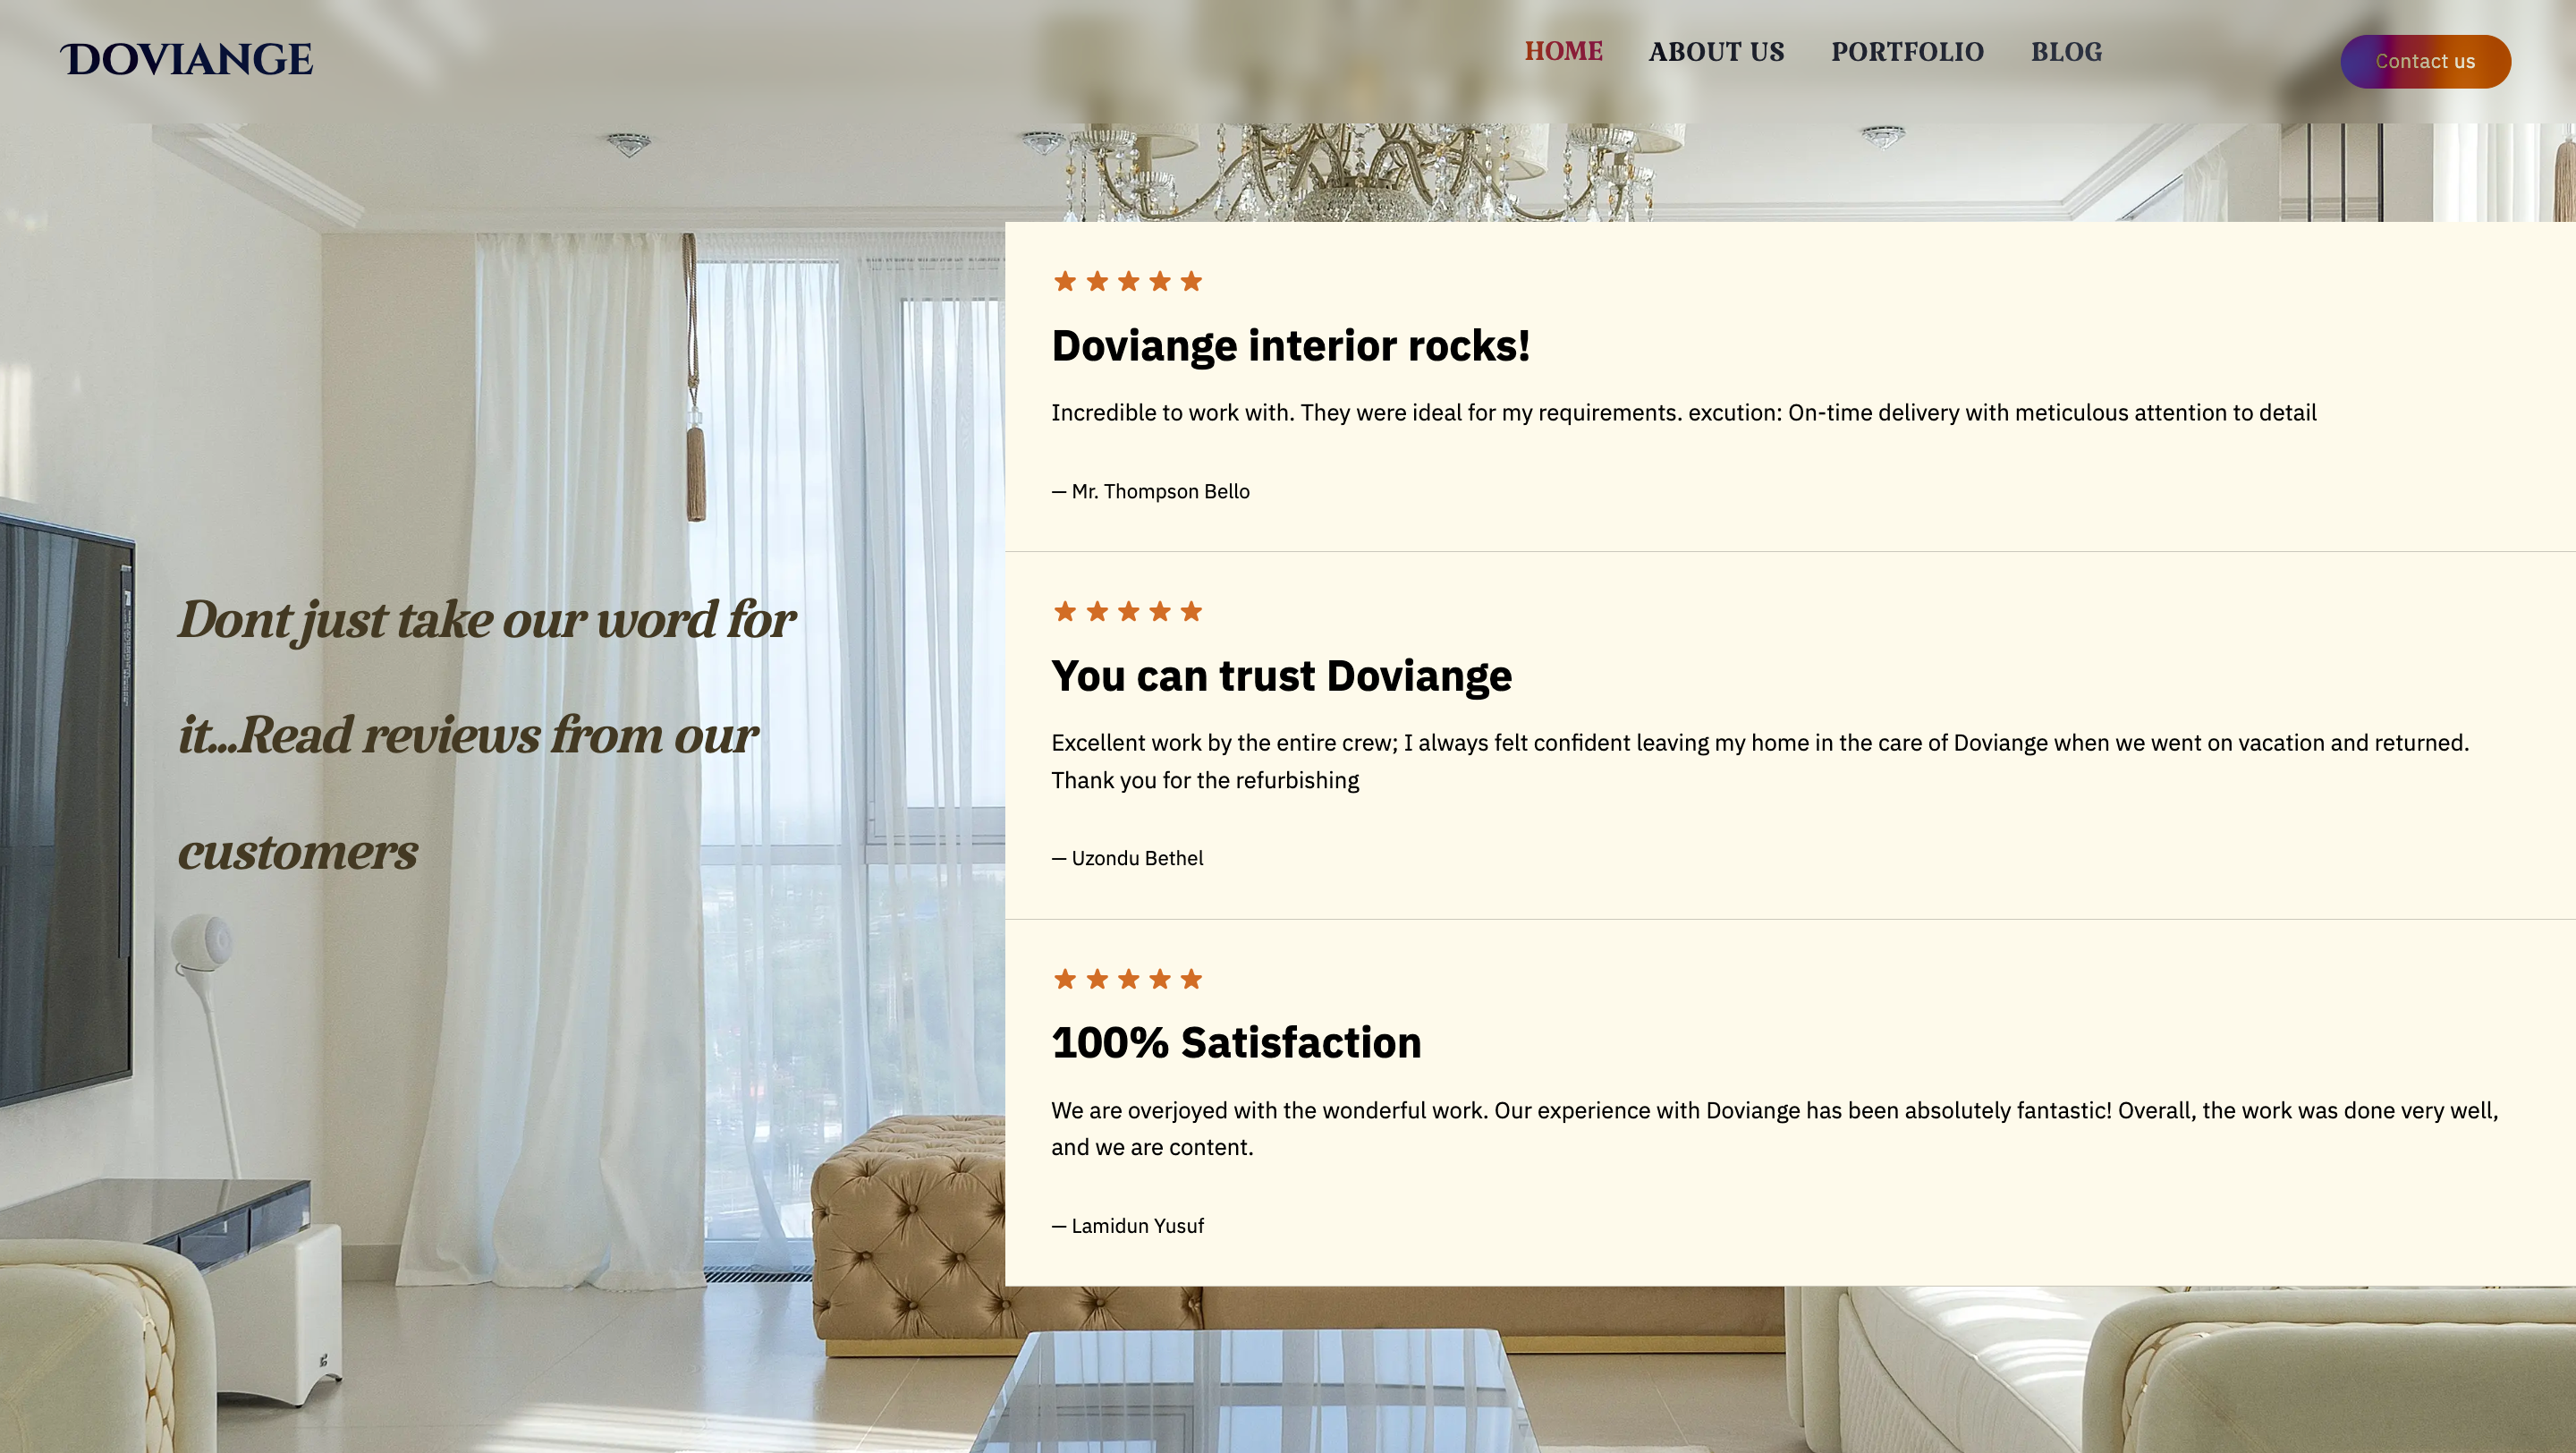 DOVIANGE
HOME ABOUT US PORTFOLIO BLOG
Contact us
Dont just take our word for
it...Read reviews from our
customers
Doviange interior rocks!
Incredible to work with. They were ideal for my requirements. excution: On-time delivery with meticulous attention to detail
— Mr. Thompson Bello
You can trust Doviange
Excellent work by the entire crew; I always felt confident leaving my home in the care of Doviange when we went on vacation and returned.
Thank you for the refurbishing
— Uzondu Bethel
100% Satisfaction
We are overjoyed with the wonderful work. Our experience with Doviange has been absolutely fantastic! Overall, the work was done very well,
and we are content.
— Lamidun Yusuf